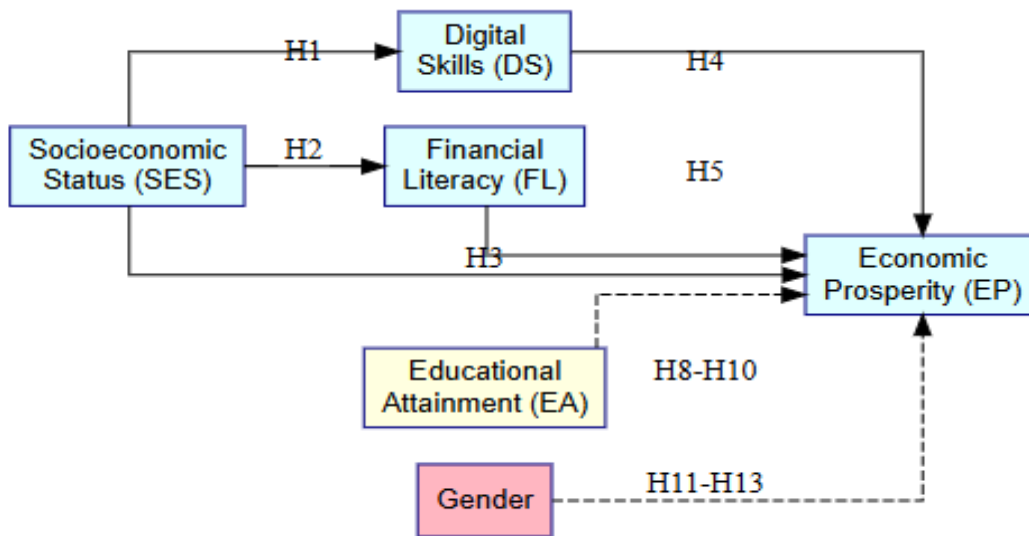 Digital
Skills (DS)
H1
H4
Socioeconomic
Status (SES)
H2
Financial
Literacy (FL)
H5
H3
Economic
Prosperity (EP)
Educational
Attainment (EA)
H8-H10
Gender
H11-H13